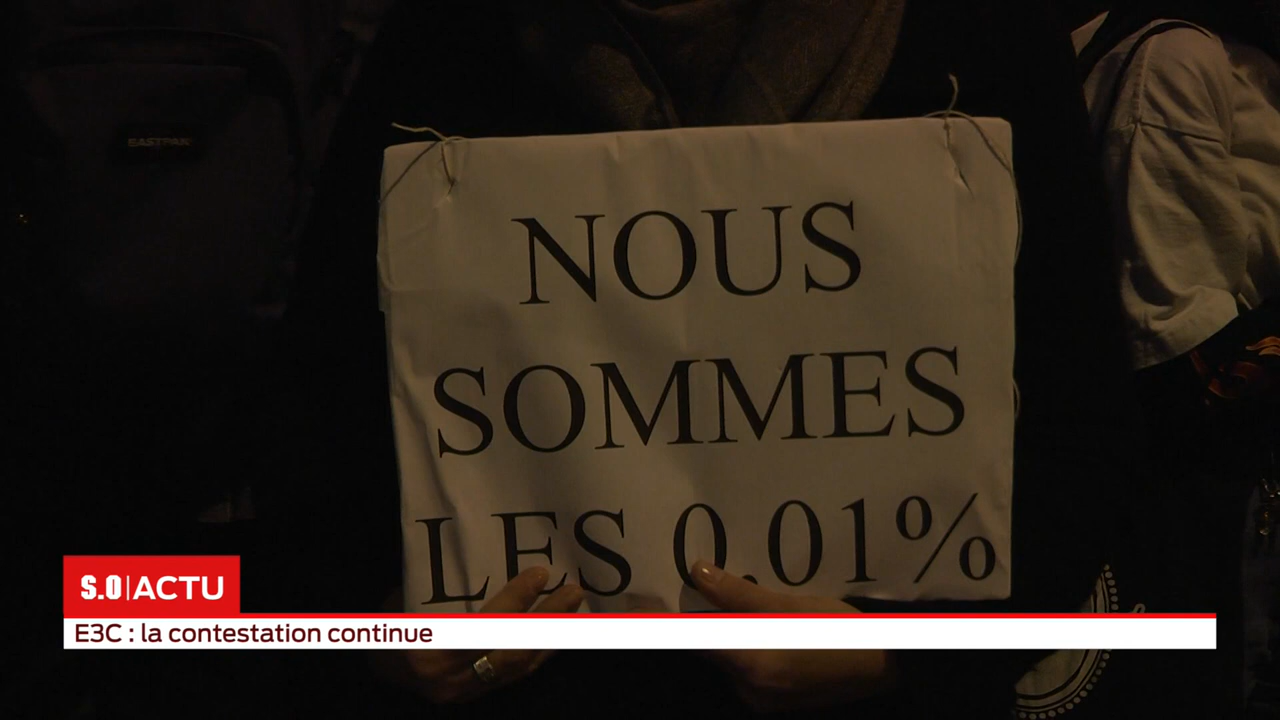 EASTPAK
NOUS
SOMMES
LES 0.01%
S.O|ACTU
E3C : la contestation continue